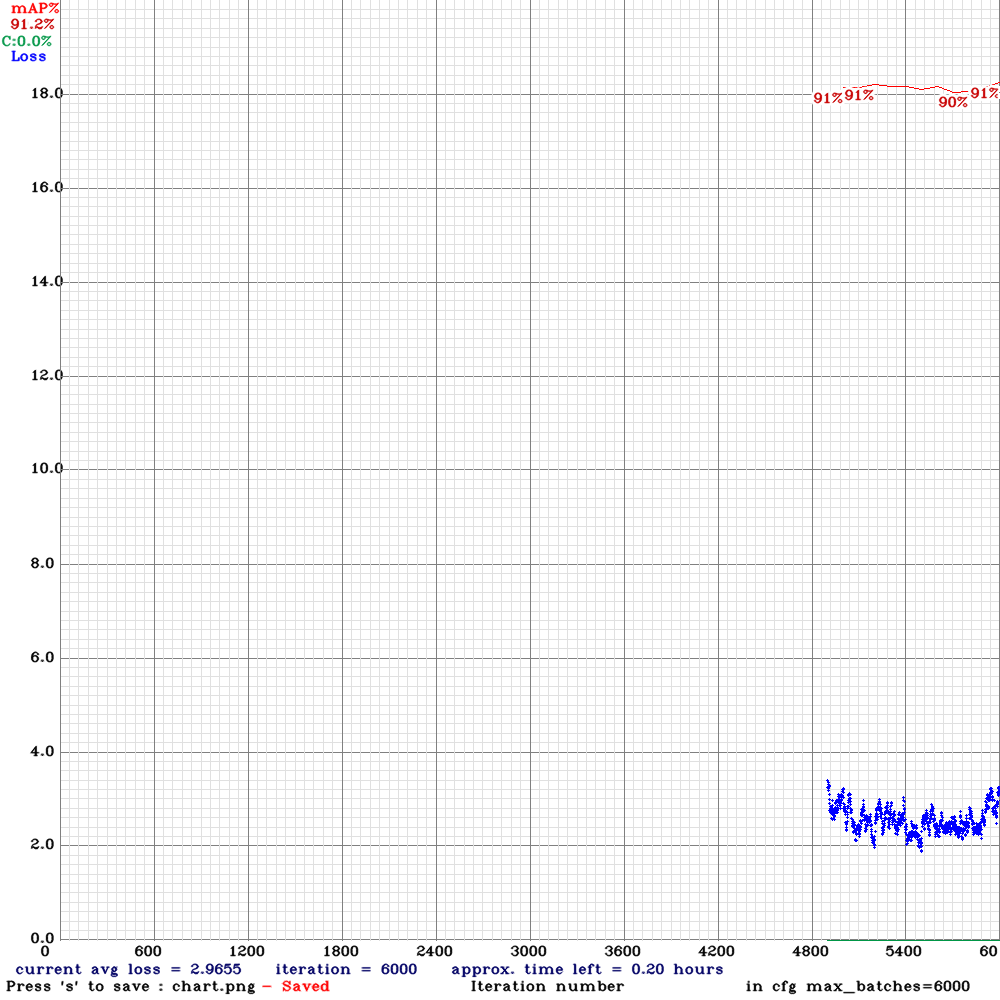 mAP%
91.2%
C:0.0%
Loss
18.0
91% 91% 90% 91%
16.0
14.0
12.0
10.0
8.0
6.0
4.0
2.0
0.0
0 600 1200 1800 2400 3000 3600 4200 4800 5400 60
current avg loss = 2.9655 iteration = 6000 approx. time left = 0.20 hours
Press 's' to save : chart.png - Saved Iteration number in cfg max_batches=6000